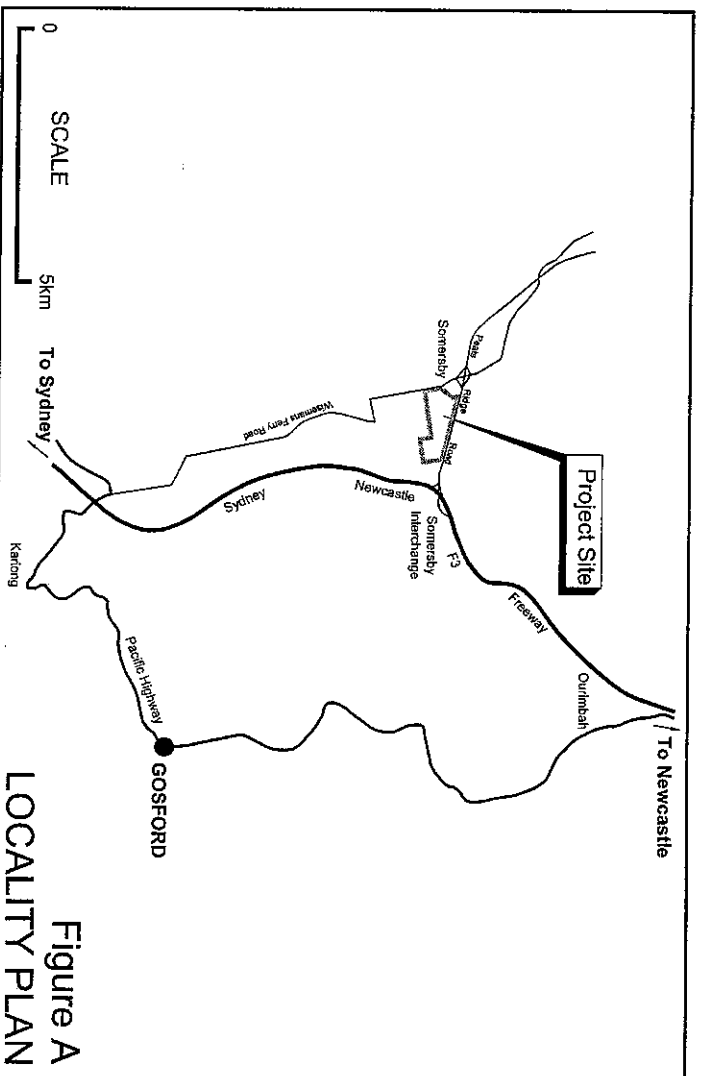 To Newcastle
Project Site
Ourimbah
Freeway
F3
Somersby
Interchange
Peats
Ridge
Road
Somersby
Newcastle
Sydney
Wisemans Ferry Road
Pacific Highway
GOSFORD
Kariong
To Sydney
0
5km
SCALE
Figure A
LOCALITY PLAN